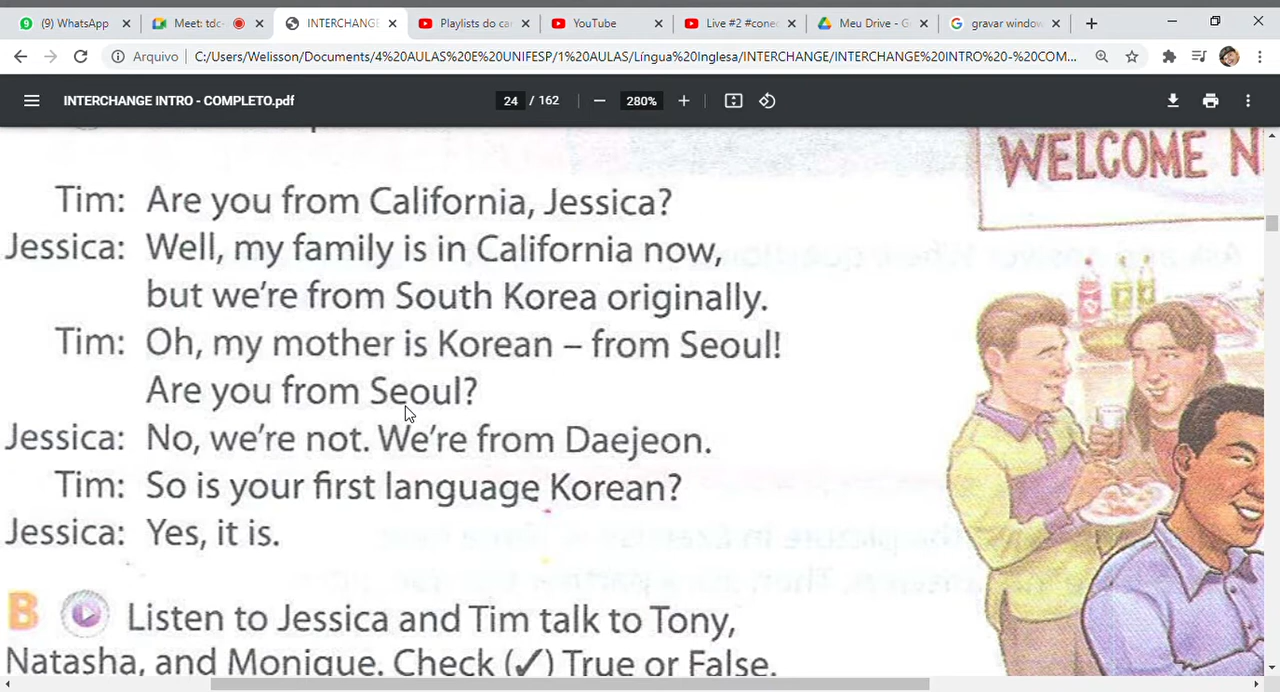 (9) WhatsApp
Meet: tdc-
INTERCHANGE
Playlists do ca
YouTube
Live #2 #cone
Meu Drive - G
gravar window
Arquivo
C:/Users/Welisson/Documents/4%20AULAS%20E%20UNIFESP/1%20AULAS/Língua%20Inglesa/INTERCHANGE/INTERCHANGE%20INTRO%20-%20COM...
INTERCHANGE INTRO - COMPLETO.pdf
24 / 162
280%
WELCOME N
Tim: Are you from California, Jessica?
Jessica: Well, my family is in California now,
but we're from South Korea originally.
Tim: Oh, my mother is Korean – from Seoul!
Are you from Seoul?
Jessica: No, we're not. We're from Daejeon.
Tim: So is your first language Korean?
Jessica: Yes, it is.
B Listen to Jessica and Tim talk to Tony,
Natasha, and Monique. Check (✓) True or False.